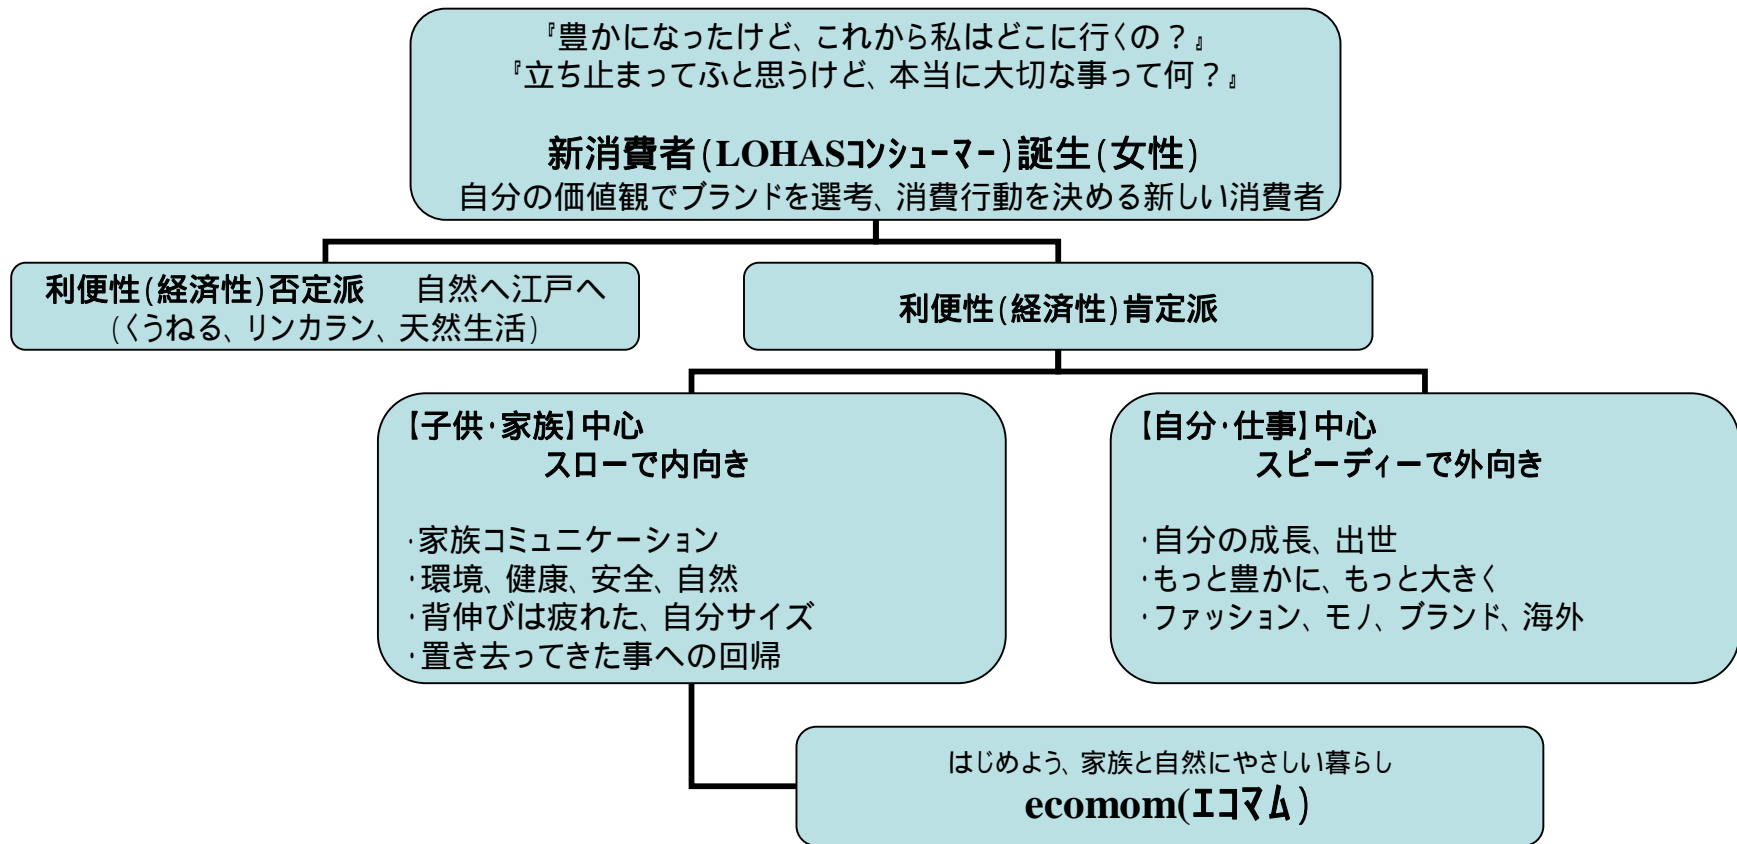 『豊かになったけど、これから私はどこに行くの？』
『立ち止まってふと思うけど、本当に大切な事って何？』
新消費者(LOHASコンシューマー)誕生(女性)
自分の価値観でブランドを選考、消費行動を決める新しい消費者
利便性(経済性)否定派　自然へ江戸へ
(くうねる、リンカラン、天然生活)
利便性(経済性)肯定派
【子供・家族】中心
スローで内向き
・家族コミュニケーション
・環境、健康、安全、自然
・背伸びは疲れた、自分サイズ
・置き去ってきた事への回帰
【自分・仕事】中心
スピーディーで外向き
・自分の成長、出世
・もっと豊かに、もっと大きく
・ファッション、モノ、ブランド、海外
はじめよう、家族と自然にやさしい暮らし
ecomom(エコマム)